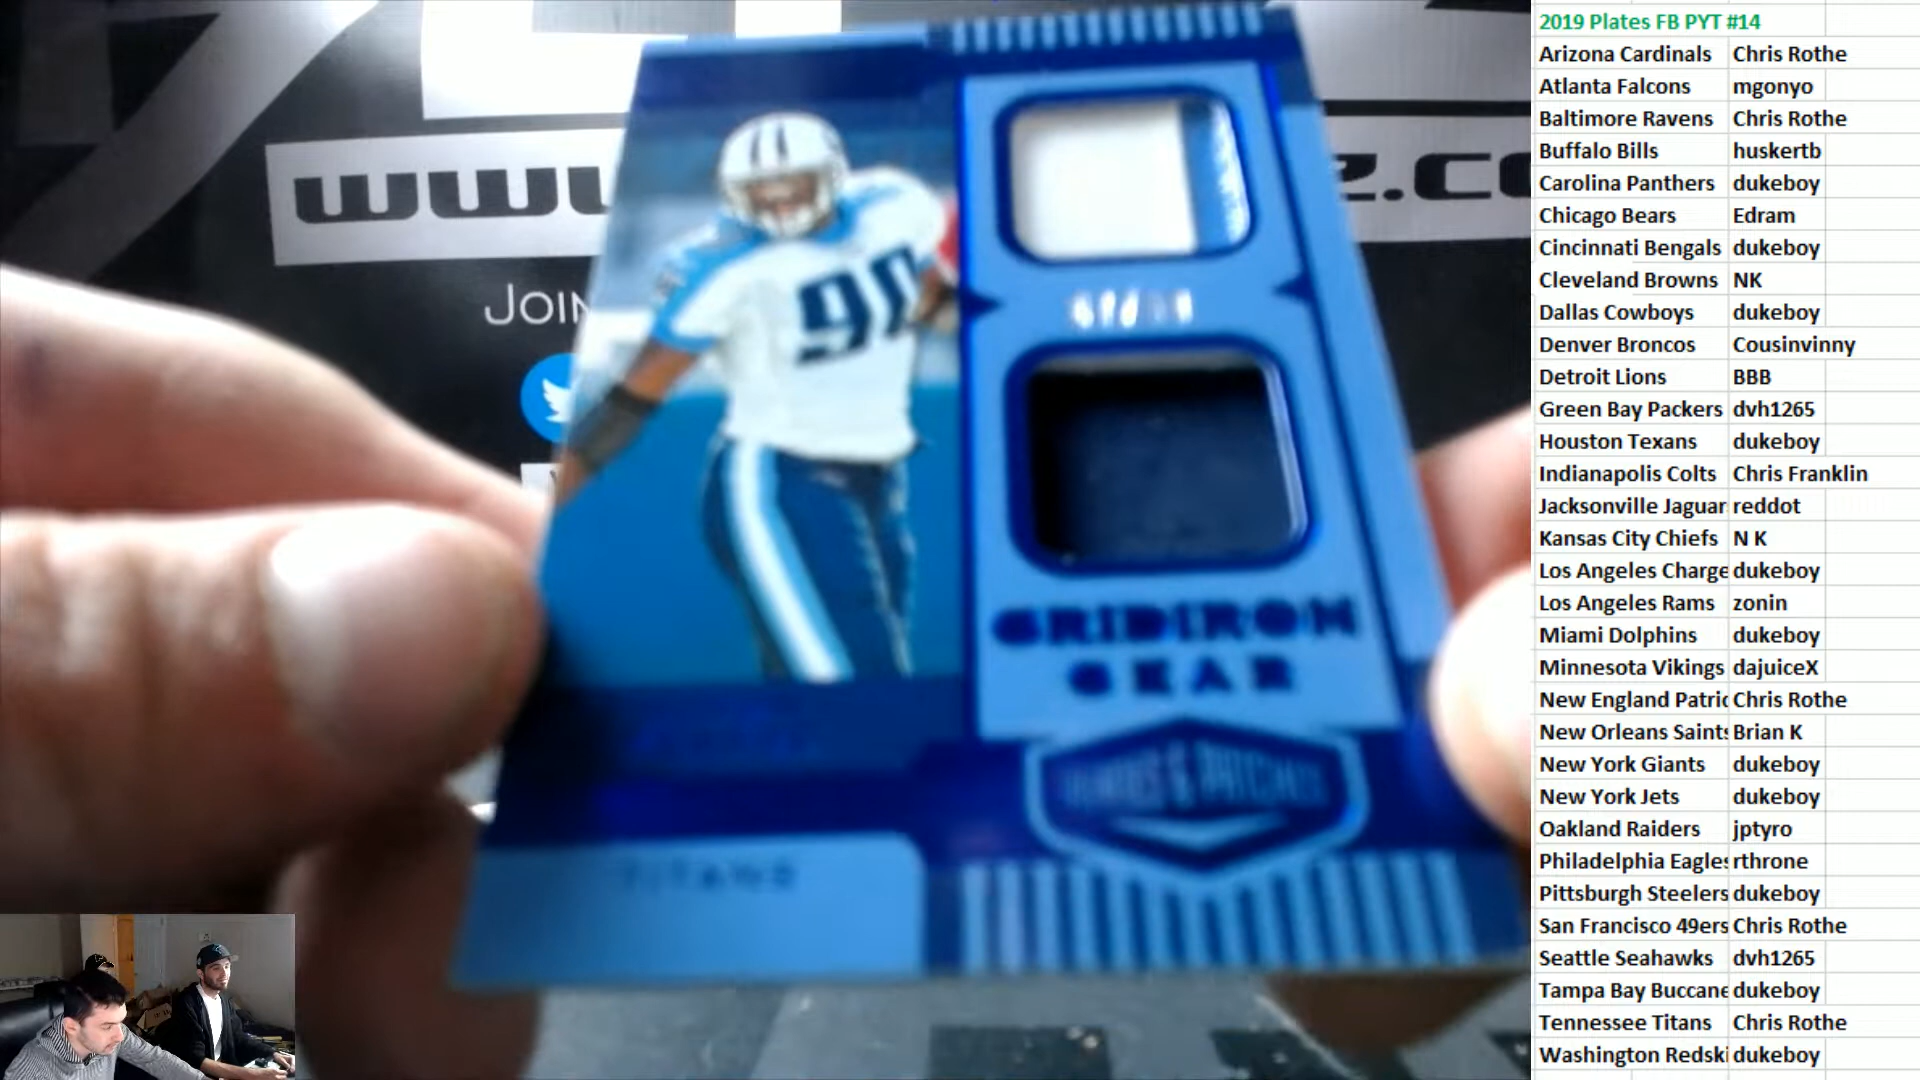 www
z.co
JOIN
90
GRIDIRON
GEAR
PLATES & PATCHES
TITANS
2019 Plates FB PYT #14
Arizona Cardinals Chris Rothe
Atlanta Falcons mgonyo
Baltimore Ravens Chris Rothe
Buffalo Bills huskertb
Carolina Panthers dukeboy
Chicago Bears Edram
Cincinnati Bengals dukeboy
Cleveland Browns NK
Dallas Cowboys dukeboy
Denver Broncos Cousinvinny
Detroit Lions BBB
Green Bay Packers dvh1265
Houston Texans dukeboy
Indianapolis Colts Chris Franklin
Jacksonville Jaguar reddot
Kansas City Chiefs N K
Los Angeles Charge dukeboy
Los Angeles Rams zonin
Miami Dolphins dukeboy
Minnesota Vikings dajuiceX
New England Patric Chris Rothe
New Orleans Saints Brian K
New York Giants dukeboy
New York Jets dukeboy
Oakland Raiders jptyro
Philadelphia Eagles rthrone
Pittsburgh Steelers dukeboy
San Francisco 49ers Chris Rothe
Seattle Seahawks dvh1265
Tampa Bay Buccane dukeboy
Tennessee Titans Chris Rothe
Washington Redski dukeboy